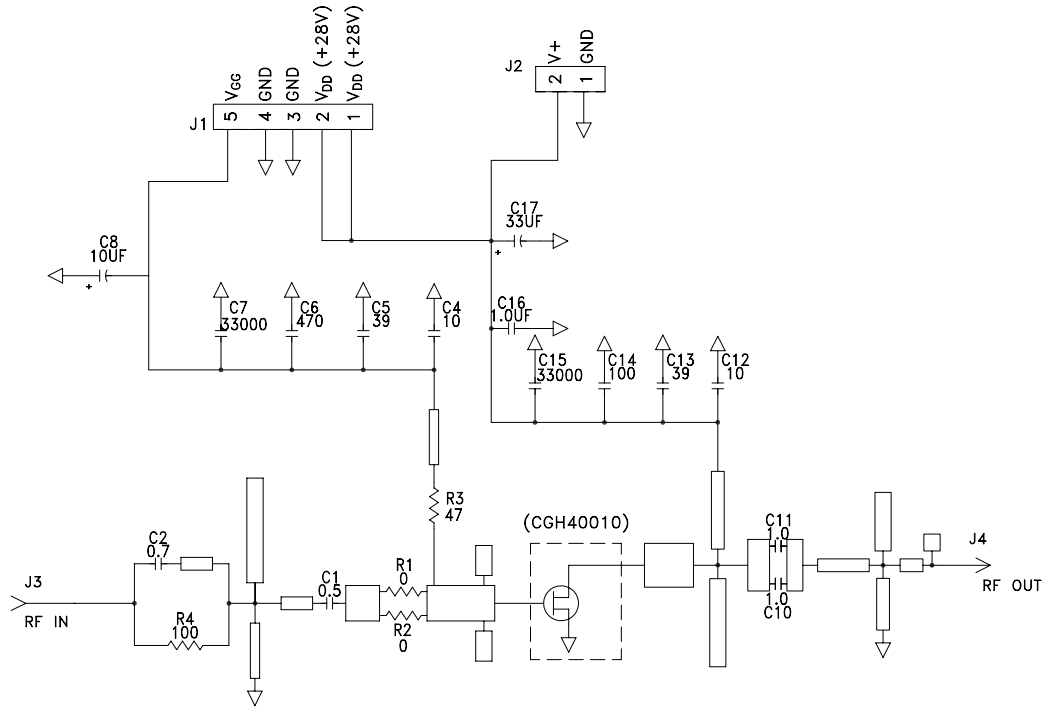 VGG
GND
GND
VDD (+28V)
VDD (+28V)
J1
5
4
3
2
1
J2
V+
GND
2
1
C8
10UF
+
C17
33UF
+
C16
1.0UF
C7
33000
C6
470
C5
39
C4
10
C15
33000
C14
100
C13
39
C12
10
R3
47
(CGH40010)
C2
0.7
J3
RF IN
R4
100
C1
0.5
R1
0
R2
0
C11
1.0
1.0
C10
J4
RF OUT